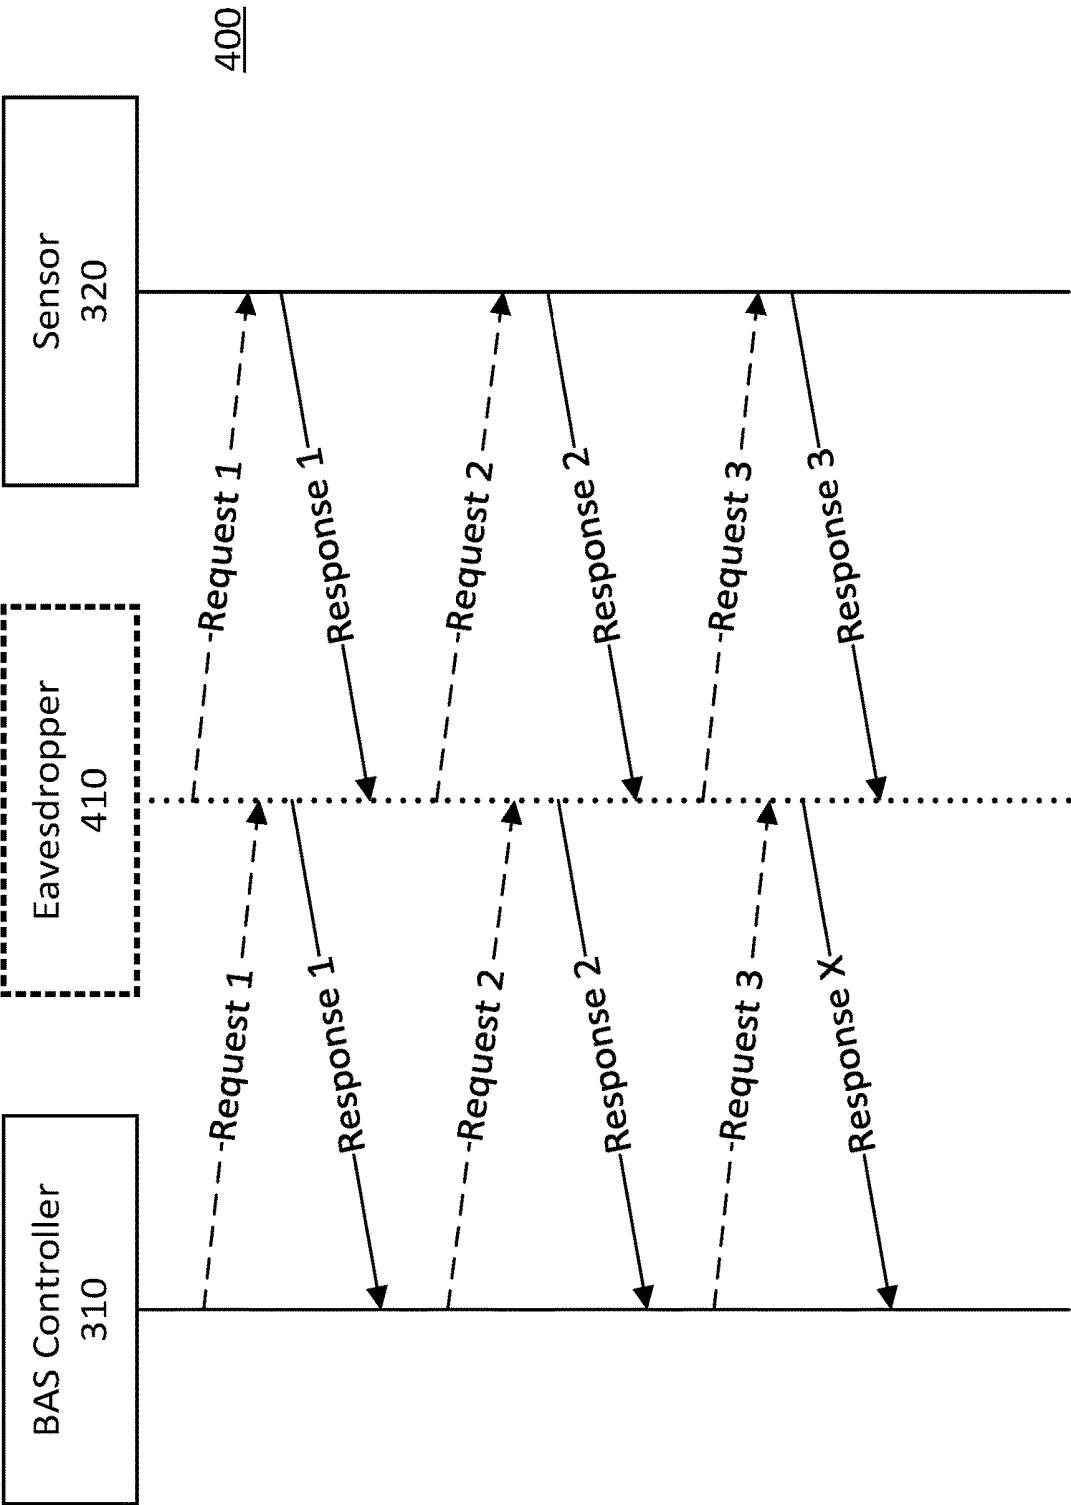 400
BAS Controller
310
Eavesdropper
410
Sensor
320
Request 1
Request 1
Response 1
Response 1
Request 2
Request 2
Response 2
Response 2
Request 3
Request 3
Response X
Response 3